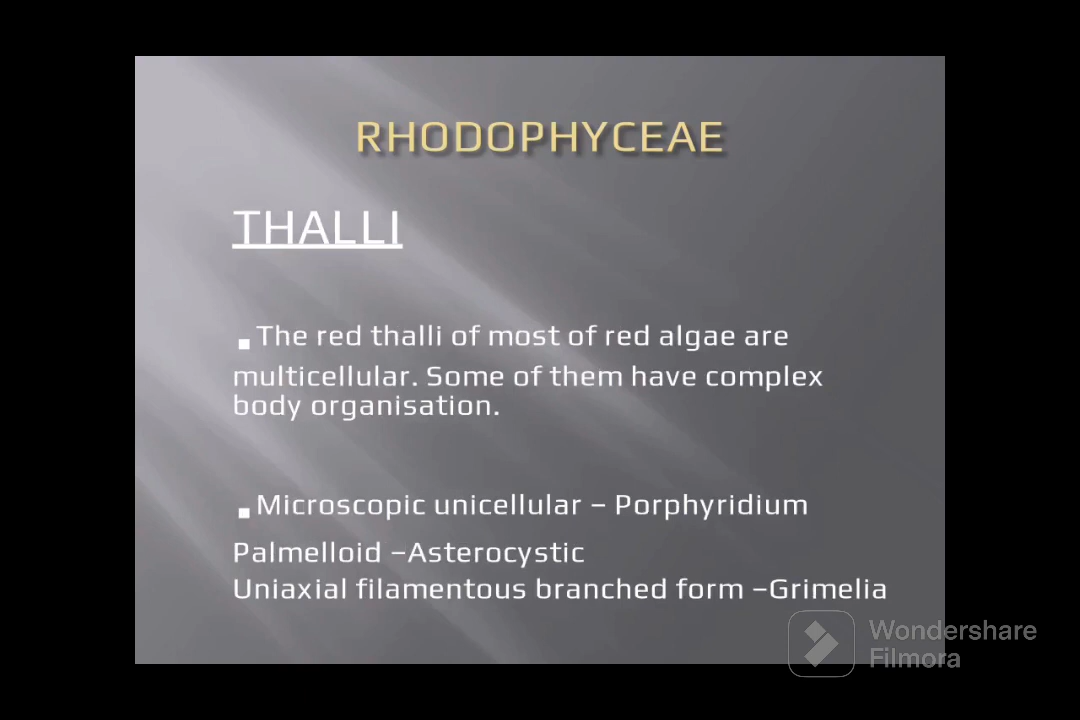 RHODOPHYCEAE
THALLI
▪The red thalli of most of red algae are
multicellular. Some of them have complex
body organisation.
▪Microscopic unicellular – Porphyridium
Palmelloid –Asterocystic
Uniaxial filamentous branched form –Grimelia
Wondershare
Filmora